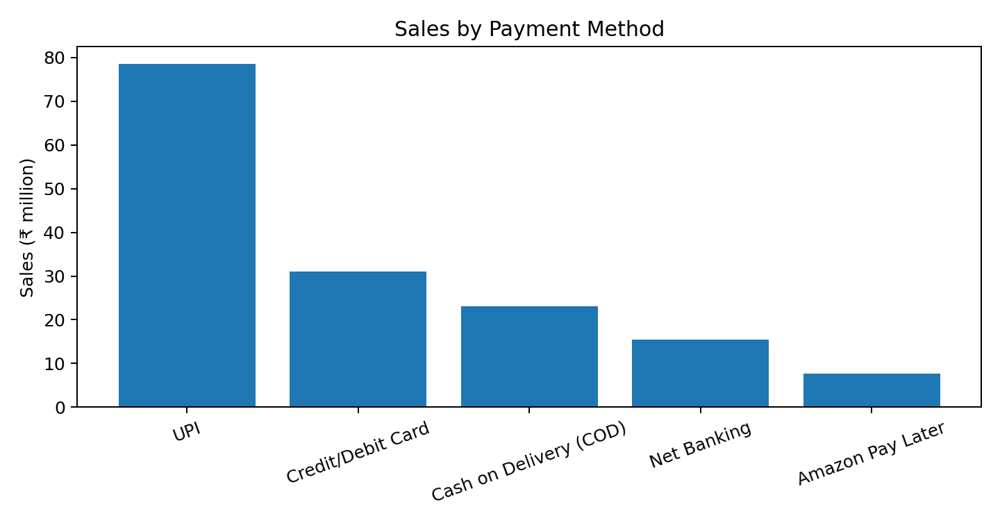 Sales by Payment Method
Sales (₹ million)
80
70
60
50
40
30
20
10
0
UPI
Credit/Debit Card
Cash on Delivery (COD)
Net Banking
Amazon Pay Later